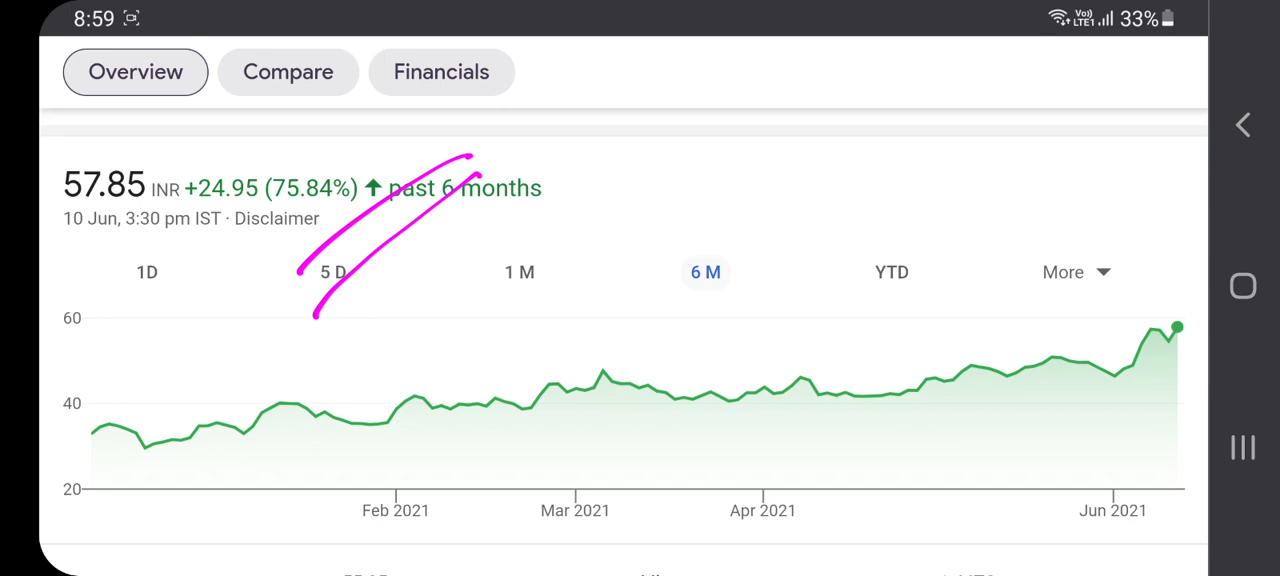 8:59 Vo)) LTE1 33%
Overview Compare Financials
57.85 INR +24.95 (75.84%) ↑ past 6 months
10 Jun, 3:30 pm IST · Disclaimer
1D 5 D 1 M 6 M YTD More
60
40
20
Feb 2021 Mar 2021 Apr 2021 Jun 2021